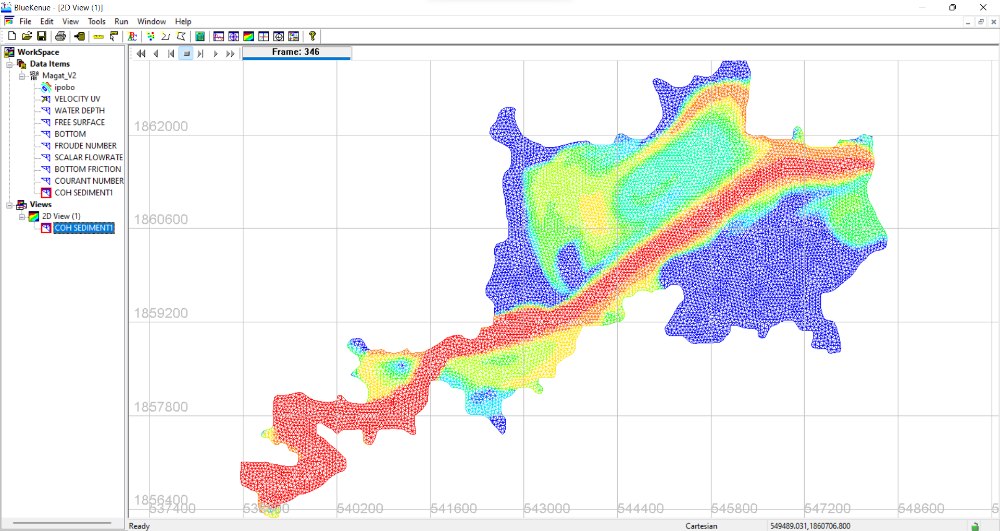 BlueKenue - [2D View (1)]
File Edit View Tools Run Window Help
WorkSpace
Data Items
SELA FIN Magat_V2
ipobo
VELOCITY UV
WATER DEPTH
FREE SURFACE
BOTTOM
FROUDE NUMBER
SCALAR FLOWRATE
BOTTOM FRICTION
COURANT NUMBER
COH SEDIMENT1
Views
2D View (1)
COH SEDIMENT1
Frame: 346
1862000
1860600
1859200
1857800
1856400
537400 540200 541600 543000 544400 545800 547200 548600 5
Ready Cartesian 549489.031,1860706.800